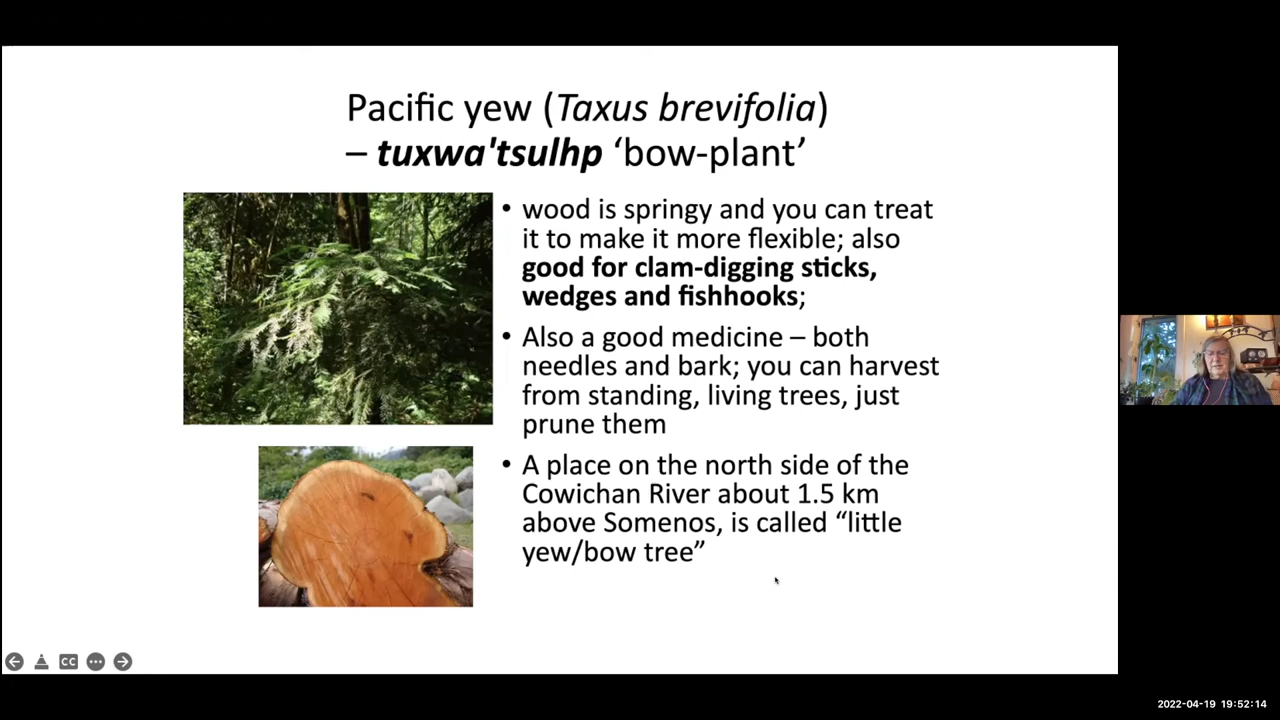 Pacific yew (Taxus brevifolia)
– tuxwa'tsulhp ‘bow-plant’
• wood is springy and you can treat
it to make it more flexible; also
good for clam-digging sticks,
wedges and fishhooks;
• Also a good medicine – both
needles and bark; you can harvest
from standing, living trees, just
prune them
• A place on the north side of the
Cowichan River about 1.5 km
above Somenos, is called “little
yew/bow tree”
CC
2022-04-19 19:52:14